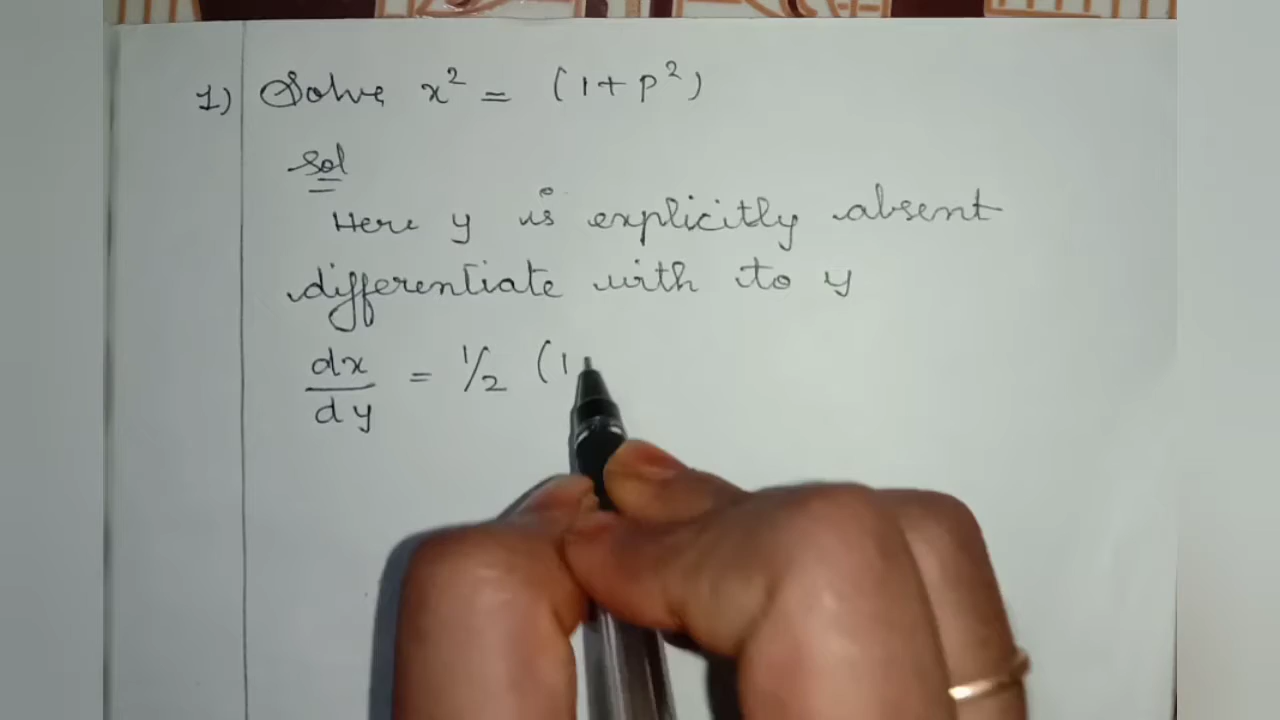 1) Solve x² = (1+p²)
Sol
Here y is explicitly absent
differentiate with to y
dx/dy = 1/2 (1